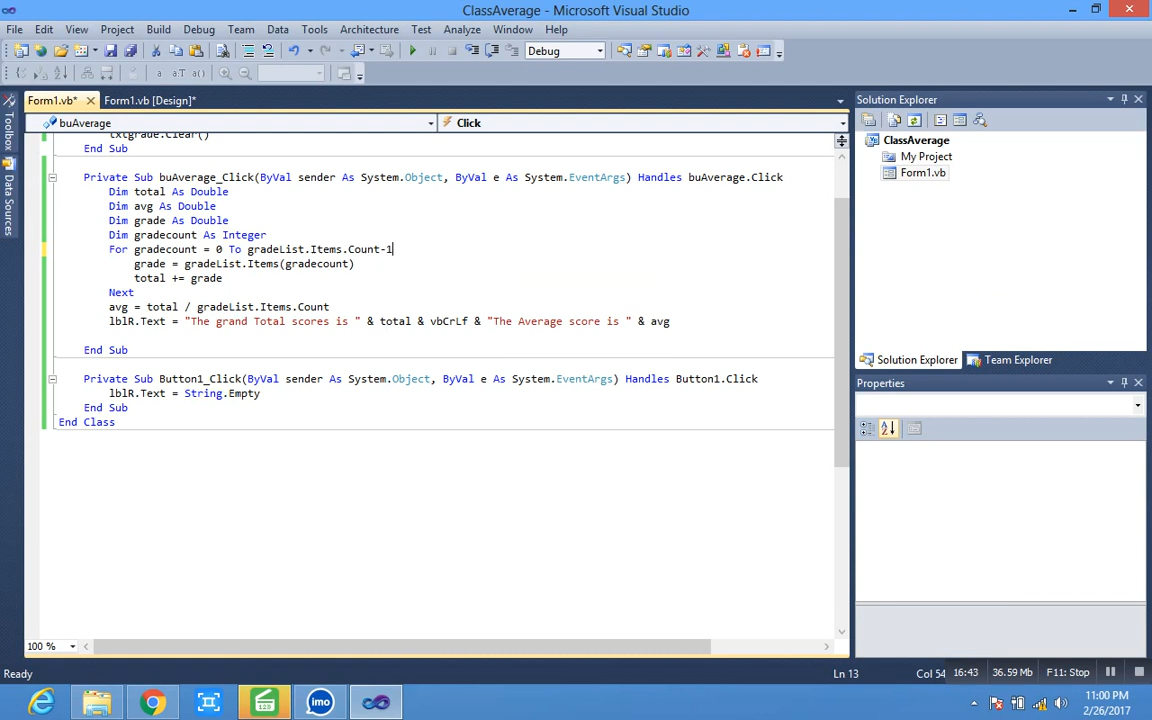 ClassAverage - Microsoft Visual Studio
File Edit View Project Build Debug Team Data Tools Architecture Test Analyze Window Help
Debug
Form1.vb* Form1.vb [Design]*
Solution Explorer
buAverage Click
ClassAverage
My Project
Form1.vb
Toolbox
Data Sources
txtgrade.Clear()
End Sub
Private Sub buAverage_Click(ByVal sender As System.Object, ByVal e As System.EventArgs) Handles buAverage.Click
Dim total As Double
Dim avg As Double
Dim grade As Double
Dim gradecount As Integer
For gradecount = 0 To gradeList.Items.Count-1
grade = gradeList.Items(gradecount)
total += grade
Next
avg = total / gradeList.Items.Count
lblR.Text = "The grand Total scores is " & total & vbCrLf & "The Average score is " & avg
End Sub
Private Sub Button1_Click(ByVal sender As System.Object, ByVal e As System.EventArgs) Handles Button1.Click
lblR.Text = String.Empty
End Sub
End Class
Solution Explorer Team Explorer
Properties
100 %
Ready Ln 13 Col 54 16:43 36.59 Mb F11: Stop
123 imo
11:00 PM
2/26/2017